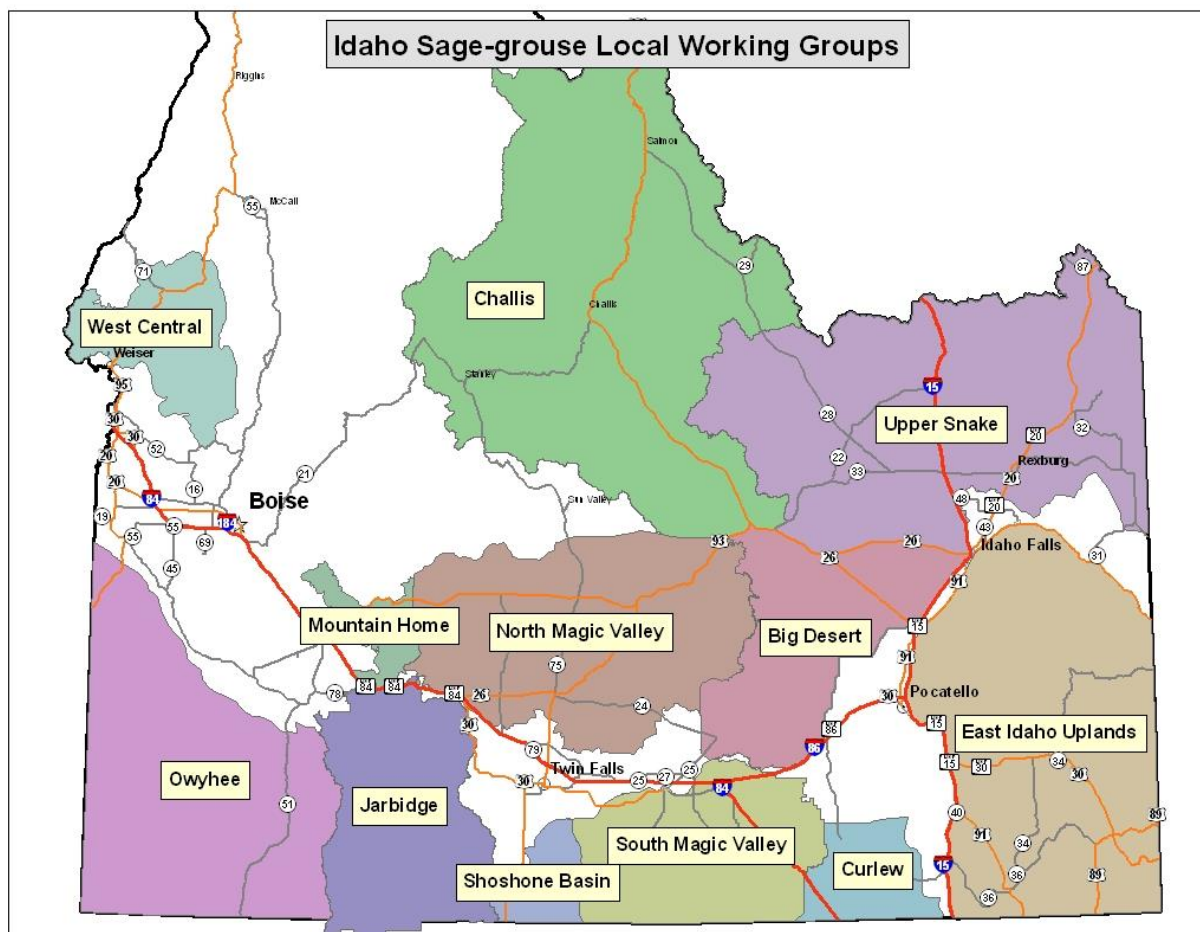 Idaho Sage-grouse Local Working Groups
Riggins
Salmon
55
McCall
71
29
87
Challis
Challis
West Central
Weiser
Stanley
15
95
28
Upper Snake
32
30
30
52
20
20
22
33
Rexburg
21
20
16
Sun Valley
48
20
84
Boise
19
184
55
55
43
69
93
26
20
Idaho Falls
31
45
91
Mountain Home
North Magic Valley
Big Desert
15
91
75
78
84
84
84
26
24
30
Pocatello
15
86
East Idaho Uplands
30
79
86
Owyhee
Twin Falls
15
30
34
30
Jarbidge
30
25
27
25
84
51
40
89
South Magic Valley
91
34
Shoshone Basin
Curlew
15
36
89
36